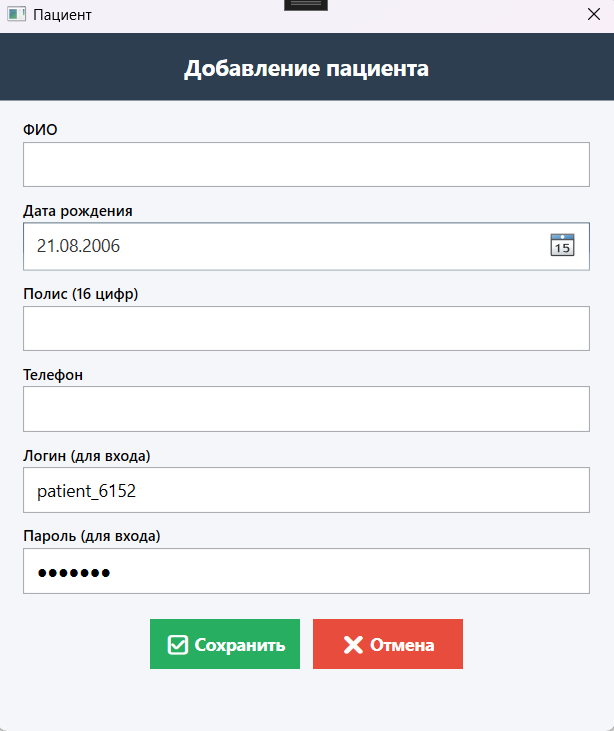 Пациент
Добавление пациента
ФИО
Дата рождения
21.08.2006
15
Полис (16 цифр)
Телефон
Логин (для входа)
patient_6152
Пароль (для входа)
●●●●●●●
Сохранить
Отмена